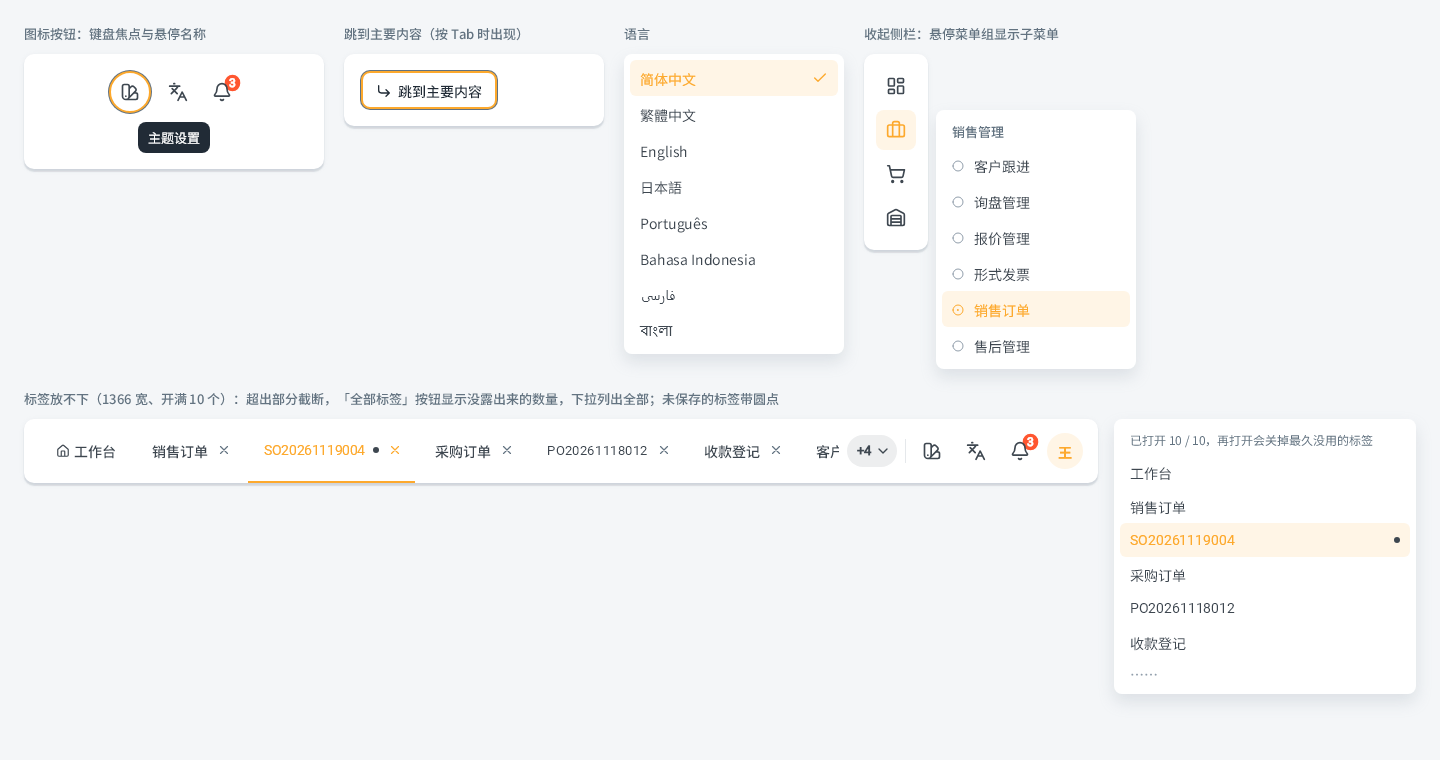 图标按钮：键盘焦点与悬停名称
3
主题设置
跳到主要内容（按 Tab 时出现）
跳到主要内容
语言
简体中文
繁體中文
English
日本語
Português
Bahasa Indonesia
فارسی
বাংলা
收起侧栏：悬停菜单组显示子菜单
销售管理
客户跟进
询盘管理
报价管理
形式发票
销售订单
售后管理
标签放不下（1366 宽、开满 10 个）：超出部分截断，「全部标签」按钮显示没露出来的数量，下拉列出全部；未保存的标签带圆点
工作台 销售订单 SO20261119004 采购订单 PO20261118012 收款登记 客户 +4 3 王
已打开 10 / 10，再打开会关掉最久没用的标签
工作台
销售订单
SO20261119004
采购订单
PO20261118012
收款登记
……